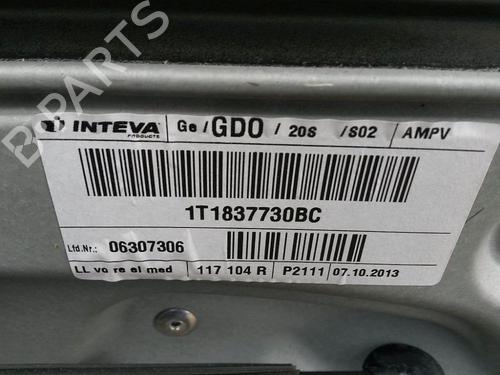 INTEVA PRODUCTS Ge / GDO / 20S / S02 AMPV
1T1837730BC
Lfd.Nr.: 06307306
LL vo re el med 117 104 R P2111 07.10.2013
B-PARTS